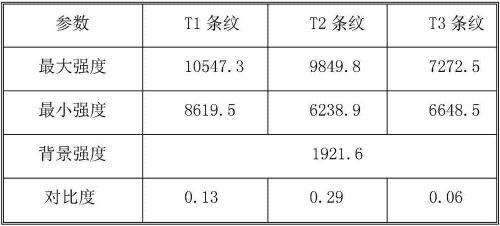 参数 T1 条纹 T2 条纹 T3 条纹
最大强度 10547.3 9849.8 7272.5
最小强度 8619.5 6238.9 6648.5
背景强度 1921.6
对比度 0.13 0.29 0.06